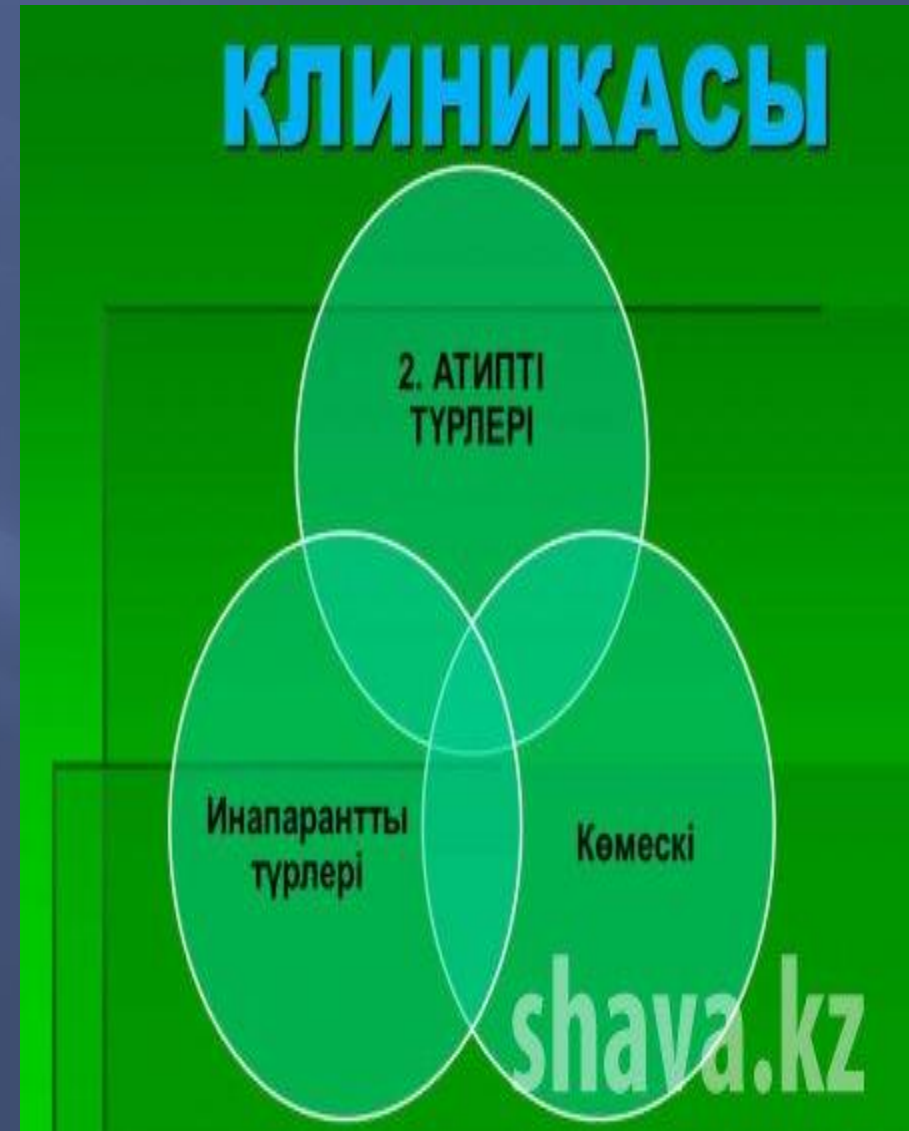 КЛИНИКАСЫ
2. АТИПТІ
ТҮРЛЕРІ
Инапарантты
түрлері
Көмескі
shava.kz